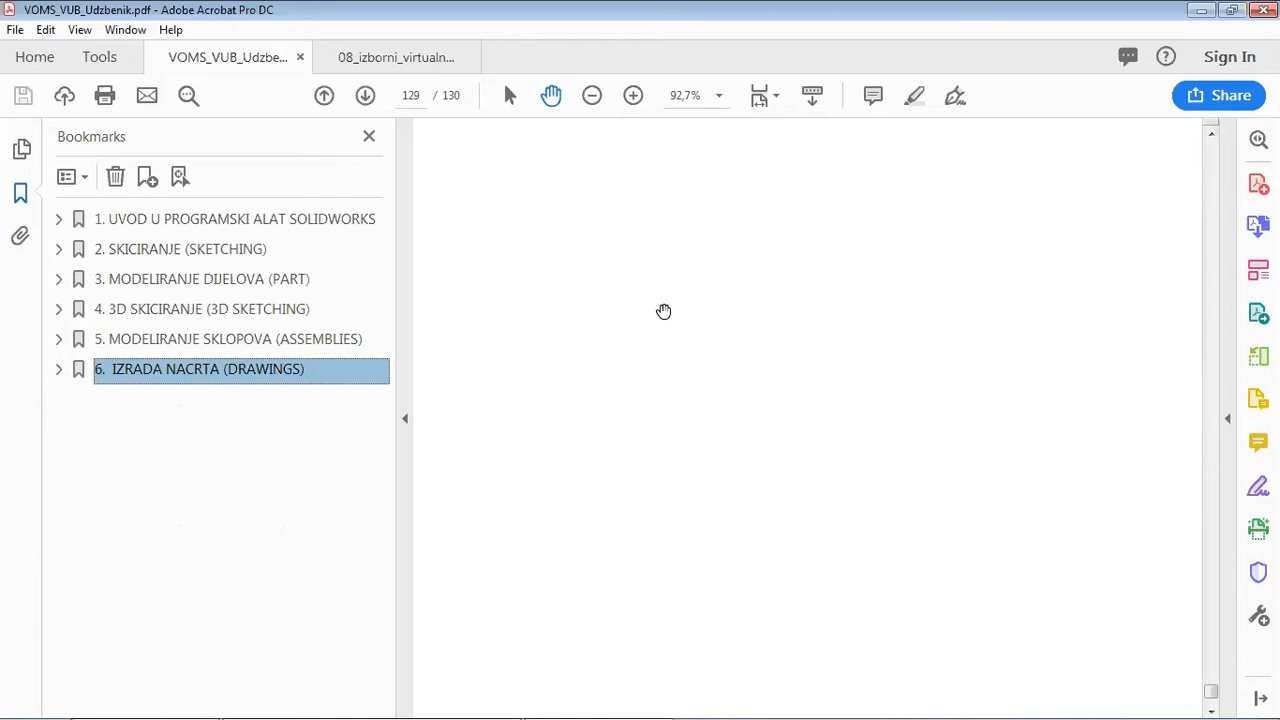 VOMS_VUB_Udzbenik.pdf - Adobe Acrobat Pro DC
File Edit View Window Help
Home Tools VOMS_VUB_Udzbe... × 08_izborni_virtualn... Sign In
129 / 130 92,7% Share
Bookmarks
1. UVOD U PROGRAMSKI ALAT SOLIDWORKS
2. SKICIRANJE (SKETCHING)
3. MODELIRANJE DIJELOVA (PART)
4. 3D SKICIRANJE (3D SKETCHING)
5. MODELIRANJE SKLOPOVA (ASSEMBLIES)
6. IZRADA NACRTA (DRAWINGS)